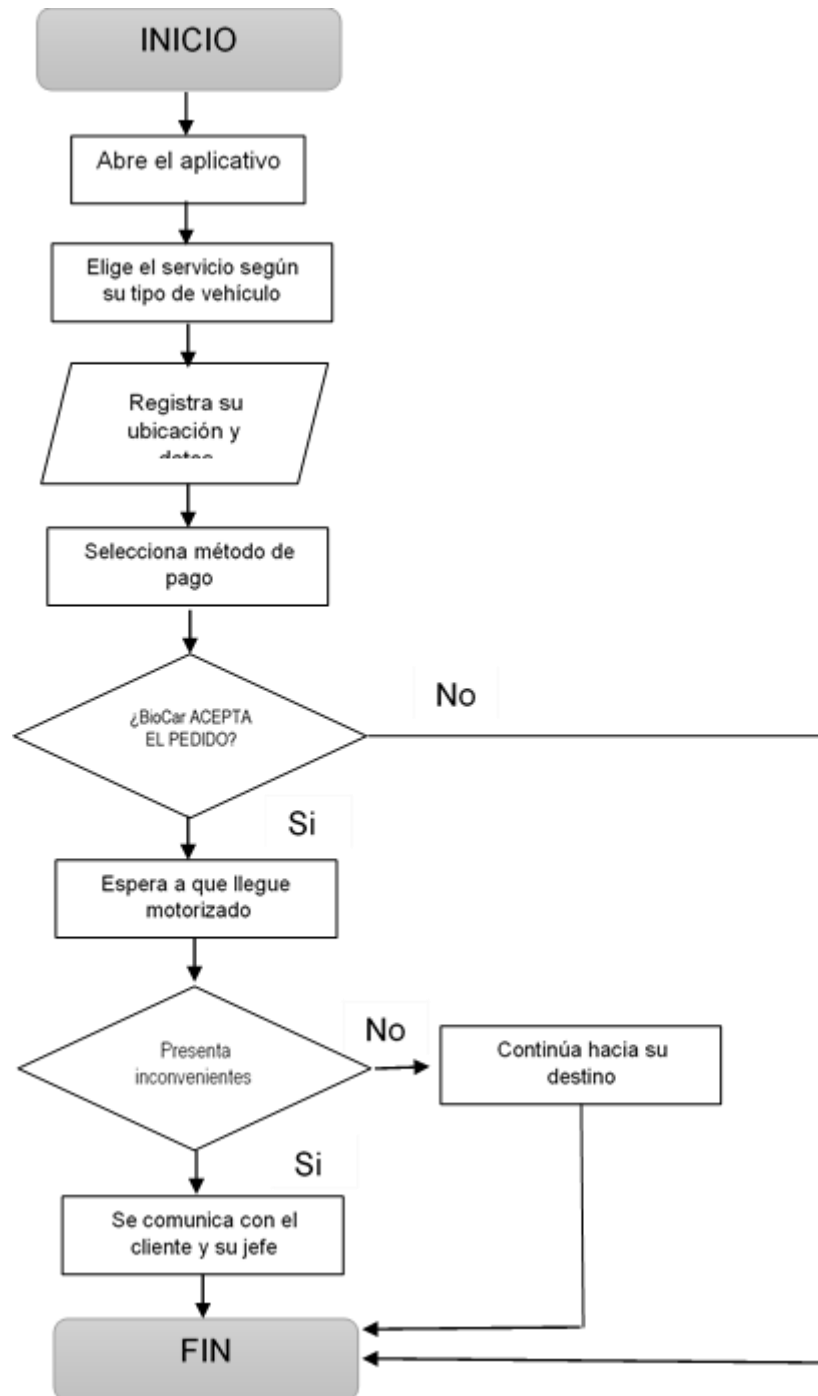 INICIO
Abre el aplicativo
Elige el servicio según
su tipo de vehículo
Registra su
ubicación y
Selecciona método de
pago
¿BioCar ACEPTA
EL PEDIDO?
No
Si
Espera a que llegue
motorizado
Presenta
inconvenientes
No
Continúa hacia su
destino
Si
Se comunica con el
cliente y su jefe
FIN